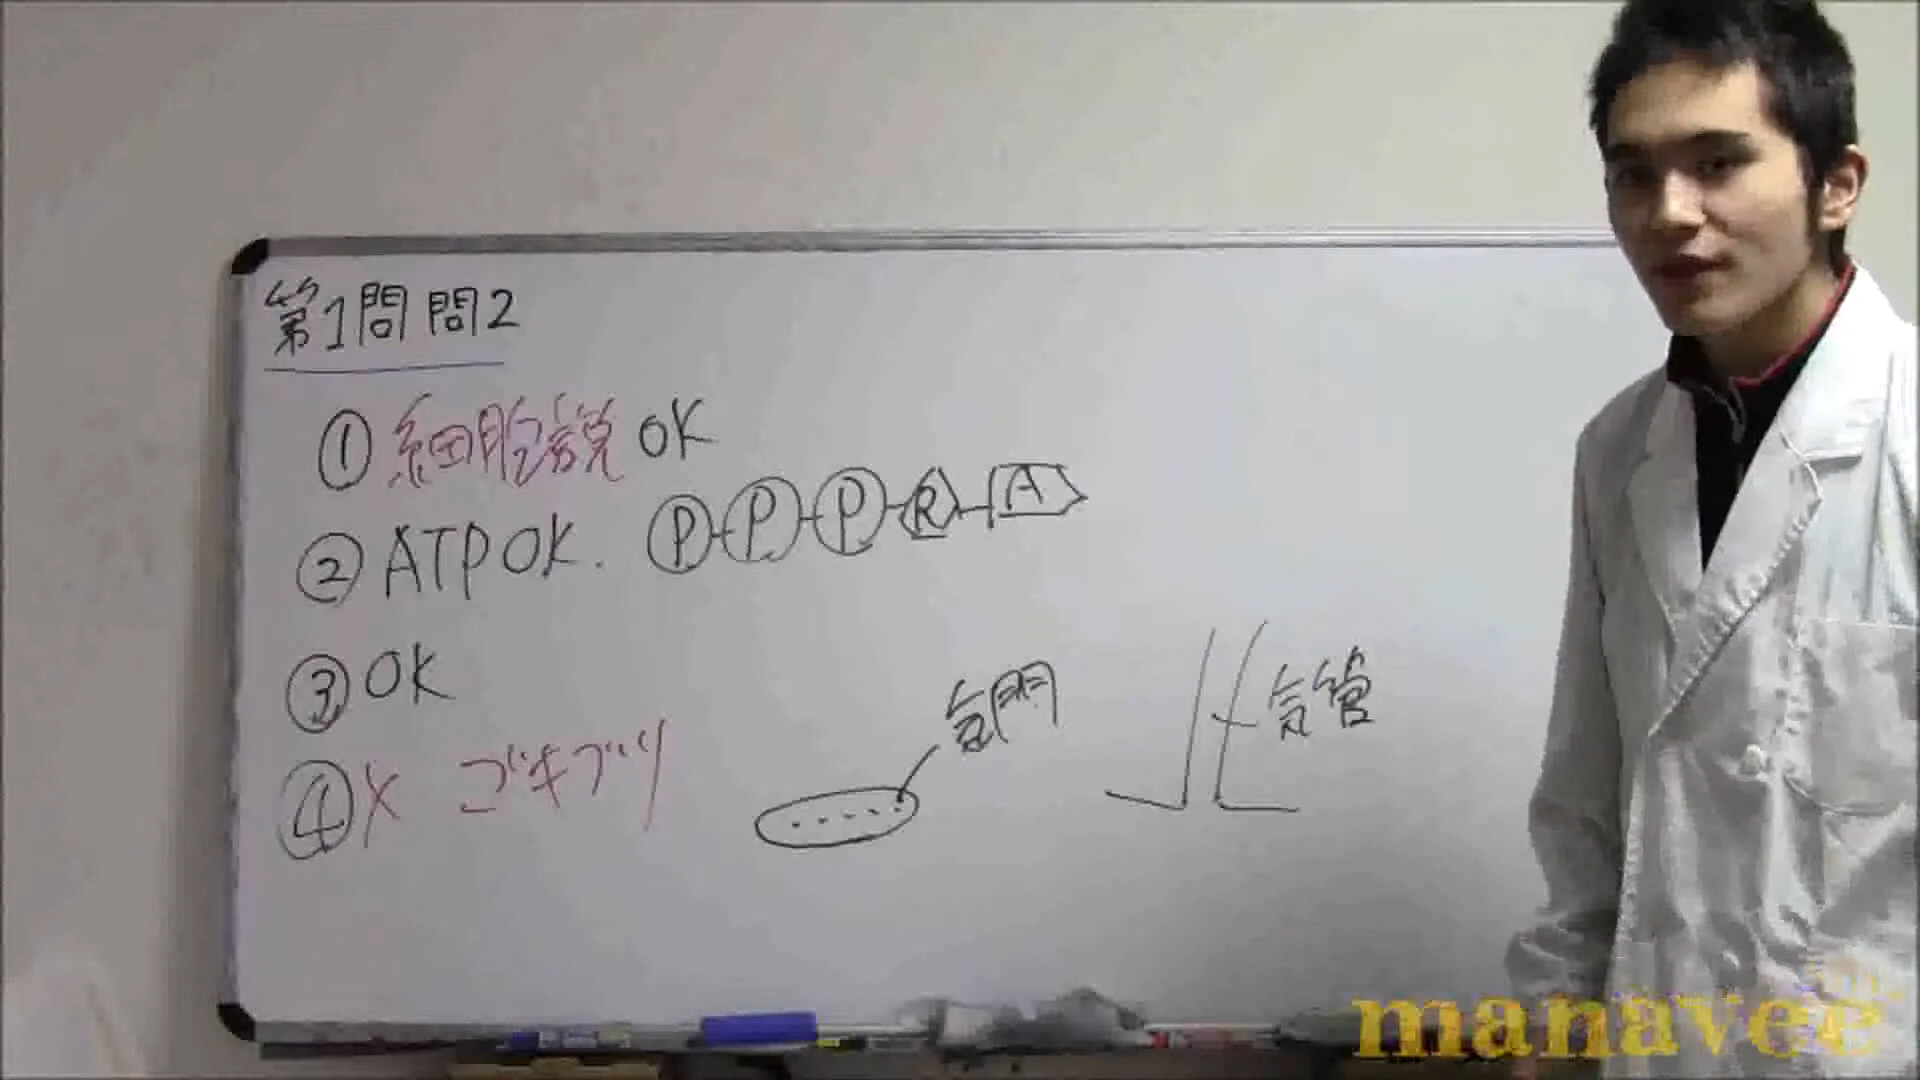 第1問 問2
① 細胞説 OK
② ATP OK. P P P R A
③ OK
④ X ゴキブリ
気門
気管
manavee